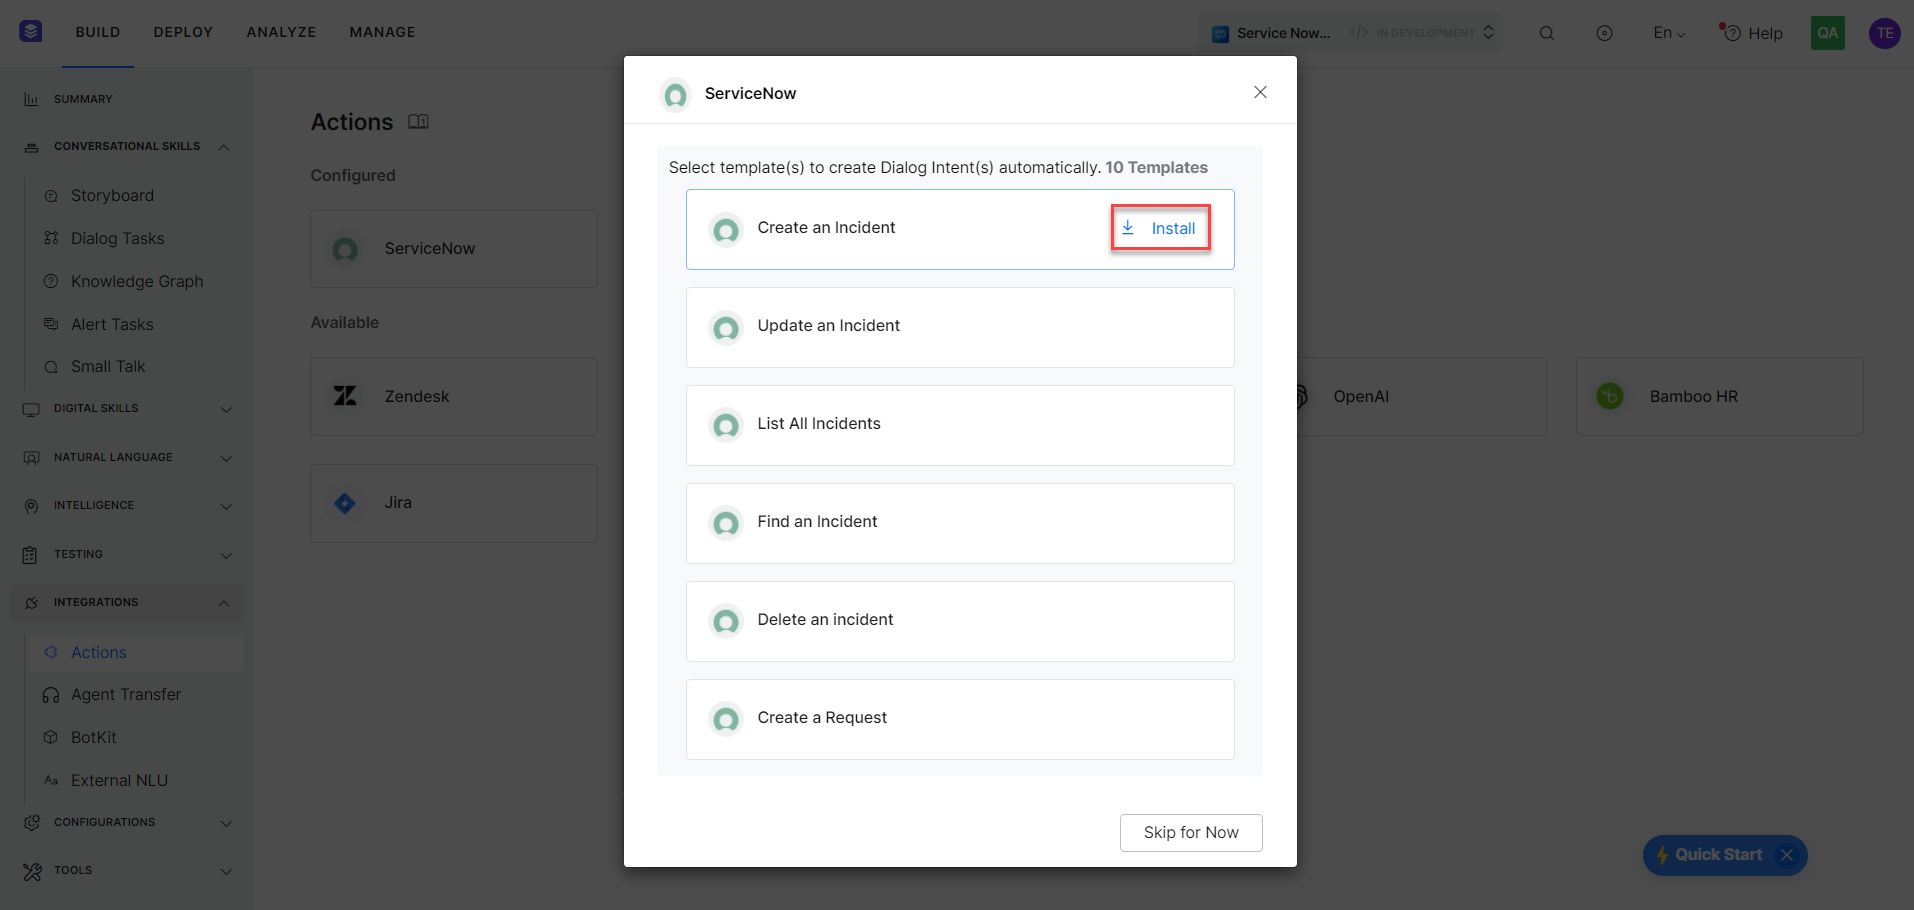 BUILD DEPLOY ANALYZE MANAGE
Service Now... IN DEVELOPMENT
En
Help
QA
TE
SUMMARY
CONVERSATIONAL SKILLS
Storyboard
Dialog Tasks
Knowledge Graph
Alert Tasks
Small Talk
DIGITAL SKILLS
NATURAL LANGUAGE
INTELLIGENCE
TESTING
INTEGRATIONS
Actions
Agent Transfer
BotKit
Aa External NLU
CONFIGURATIONS
TOOLS
Actions
Configured
ServiceNow
Available
Zendesk
OpenAI
Bamboo HR
Jira
ServiceNow
Select template(s) to create Dialog Intent(s) automatically. 10 Templates
Create an Incident
Install
Update an Incident
List All Incidents
Find an Incident
Delete an incident
Create a Request
Skip for Now
Quick Start